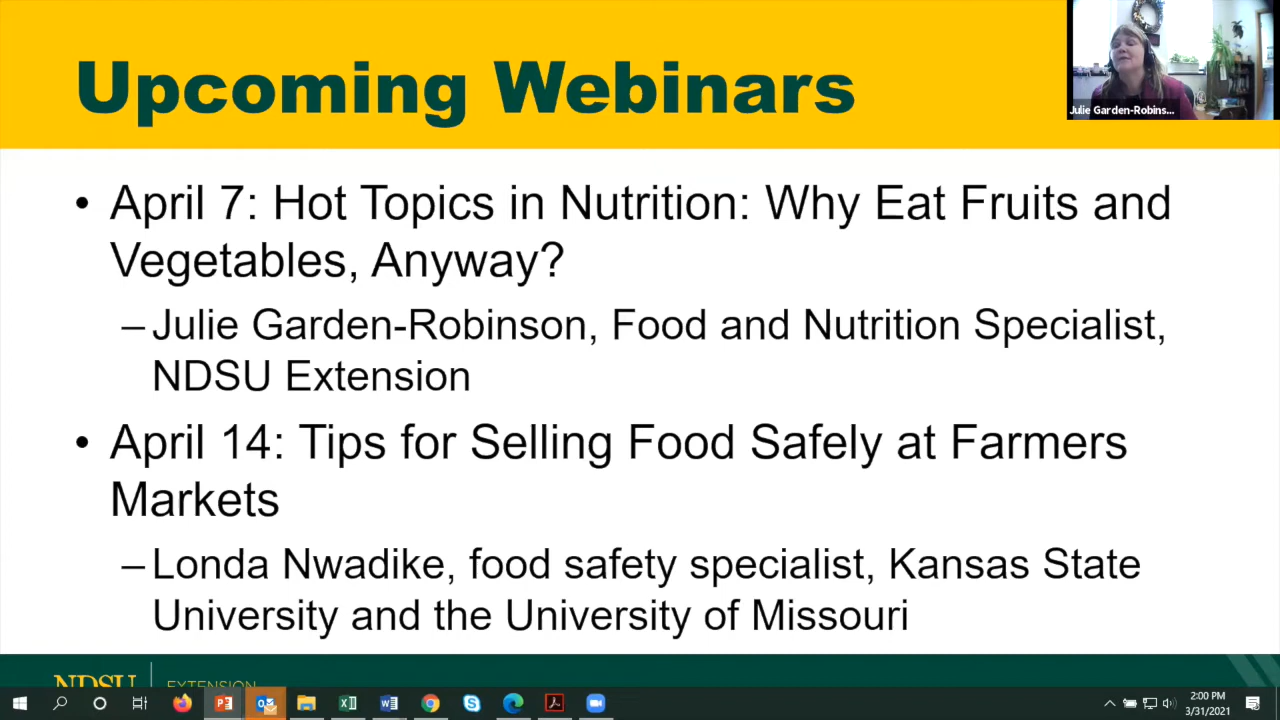 Upcoming Webinars
Julie Garden-Robins...
• April 7: Hot Topics in Nutrition: Why Eat Fruits and
Vegetables, Anyway?
–Julie Garden-Robinson, Food and Nutrition Specialist,
NDSU Extension
• April 14: Tips for Selling Food Safely at Farmers
Markets
–Londa Nwadike, food safety specialist, Kansas State
University and the University of Missouri
NDSU EXTENSION
2:00 PM
3/31/2021